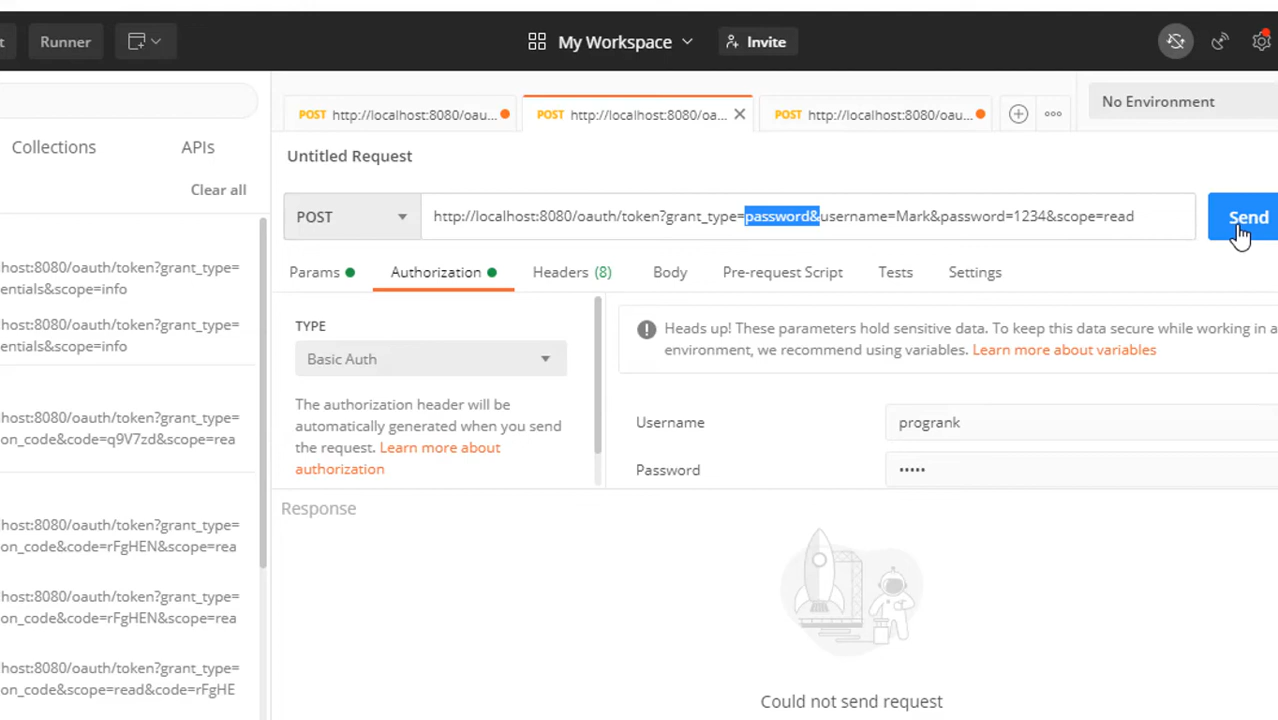 t
Runner
My Workspace
Invite
POST http://localhost:8080/oau...
POST http://localhost:8080/oa...
POST http://localhost:8080/oau...
No Environment
Collections
APIs
Untitled Request
Clear all
POST
http://localhost:8080/oauth/token?grant_type=password&username=Mark&password=1234&scope=read
Send
host:8080/oauth/token?grant_type=
entials&scope=info
host:8080/oauth/token?grant_type=
entials&scope=info
host:8080/oauth/token?grant_type=
on_code&code=q9V7zd&scope=rea
host:8080/oauth/token?grant_type=
on_code&code=rFgHEN&scope=rea
host:8080/oauth/token?grant_type=
on_code&code=rFgHEN&scope=rea
host:8080/oauth/token?grant_type=
on_code&scope=read&code=rFgHE
Params
Authorization
Headers (8)
Body
Pre-request Script
Tests
Settings
TYPE
Basic Auth
The authorization header will be
automatically generated when you send
the request. Learn more about
authorization
Heads up! These parameters hold sensitive data. To keep this data secure while working in a
environment, we recommend using variables. Learn more about variables
Username
progrank
Password
•••••
Response
Could not send request